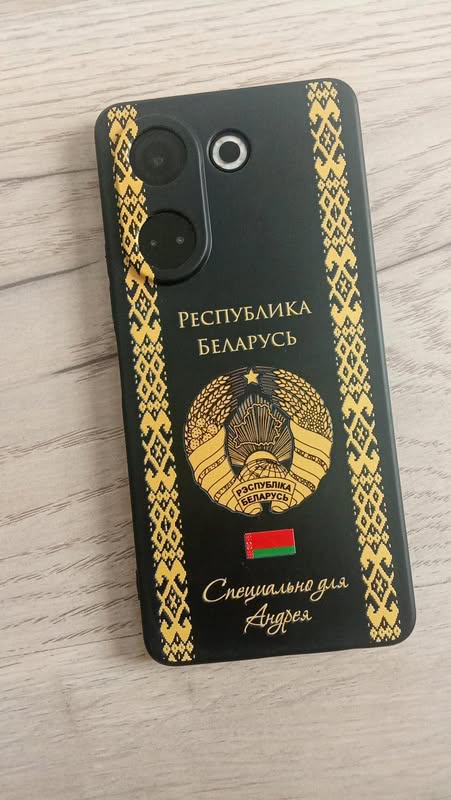 Республика
Беларусь
РЭСПУБЛІКА
БЕЛАРУСЬ
Специально для
Андрея